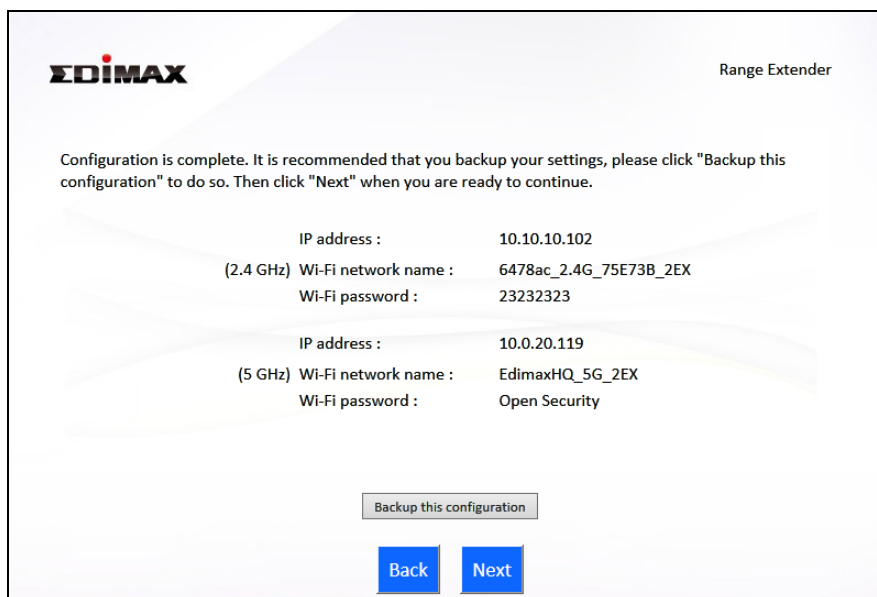 EDIMAX
Range Extender
Configuration is complete. It is recommended that you backup your settings, please click "Backup this
configuration" to do so. Then click "Next" when you are ready to continue.
IP address : 10.10.10.102
(2.4 GHz) Wi-Fi network name : 6478ac_2.4G_75E73B_2EX
Wi-Fi password : 23232323
IP address : 10.0.20.119
(5 GHz) Wi-Fi network name : EdimaxHQ_5G_2EX
Wi-Fi password : Open Security
Backup this configuration
Back Next